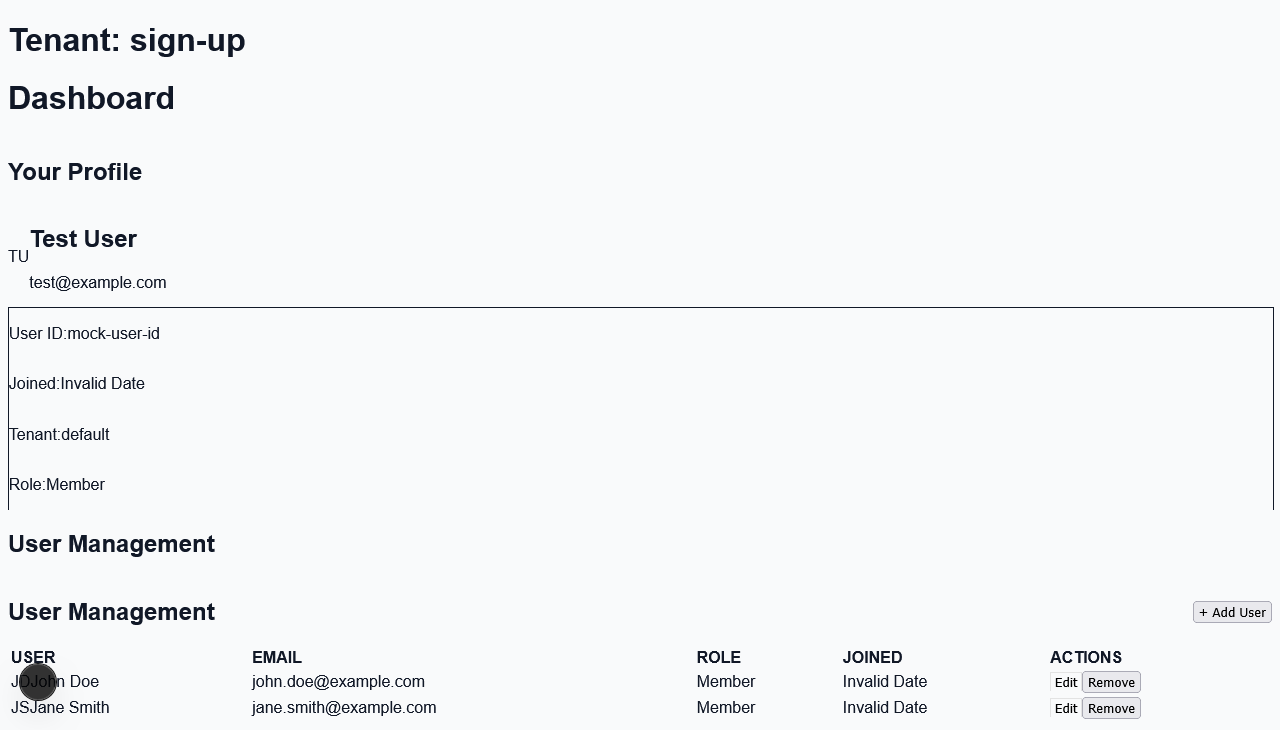 Tenant: sign-up
Dashboard
Your Profile
Test User
TU
test@example.com
User ID:mock-user-id
Joined:Invalid Date
Tenant:default
Role:Member
User Management
User Management + Add User
USER EMAIL ROLE JOINED ACTIONS
JDJohn Doe john.doe@example.com Member Invalid Date Edit Remove
JSJane Smith jane.smith@example.com Member Invalid Date Edit Remove